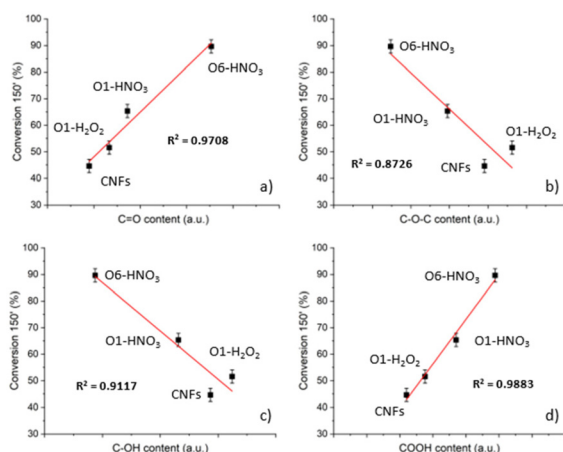 100
90
80
70
60
50
40
30
Conversion 150' (%)
O6-HNO₃
O1-HNO₃
O1-H₂O₂
CNFs
R² = 0.9708
a)
C=O content (a.u.)
100
90
80
70
60
50
40
30
Conversion 150' (%)
O6-HNO₃
O1-HNO₃
O1-H₂O₂
CNFs
R² = 0.8726
b)
C-O-C content (a.u.)
100
90
80
70
60
50
40
30
Conversion 150' (%)
O6-HNO₃
O1-HNO₃
O1-H₂O₂
CNFs
R² = 0.9117
c)
C-OH content (a.u.)
100
90
80
70
60
50
40
30
Conversion 150' (%)
O6-HNO₃
O1-HNO₃
O1-H₂O₂
CNFs
R² = 0.9883
d)
COOH content (a.u.)